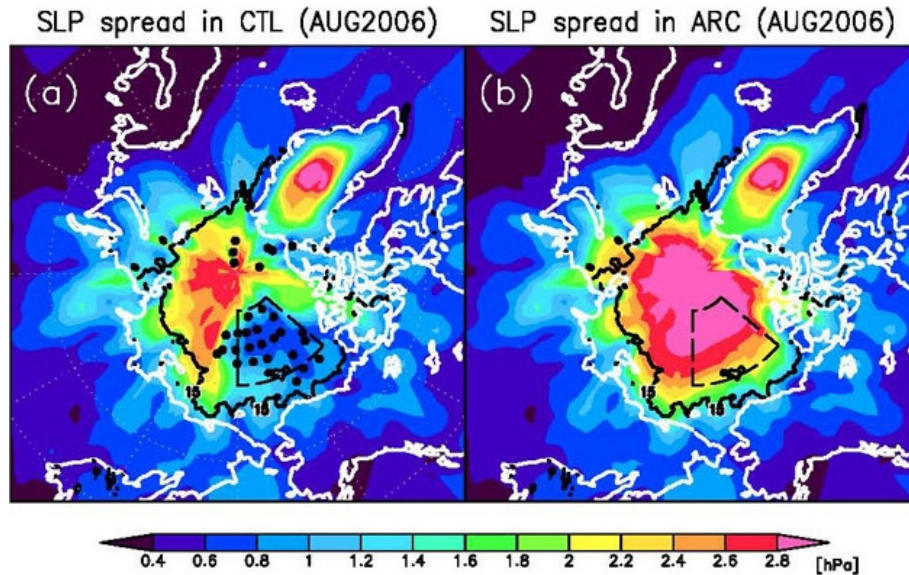 SLP spread in CTL (AUG2006) SLP spread in ARC (AUG2006)
(a) (b)
15 15
15 15
0.4 0.6 0.8 1 1.2 1.4 1.6 1.8 2 2.2 2.4 2.6 2.8 [hPa]